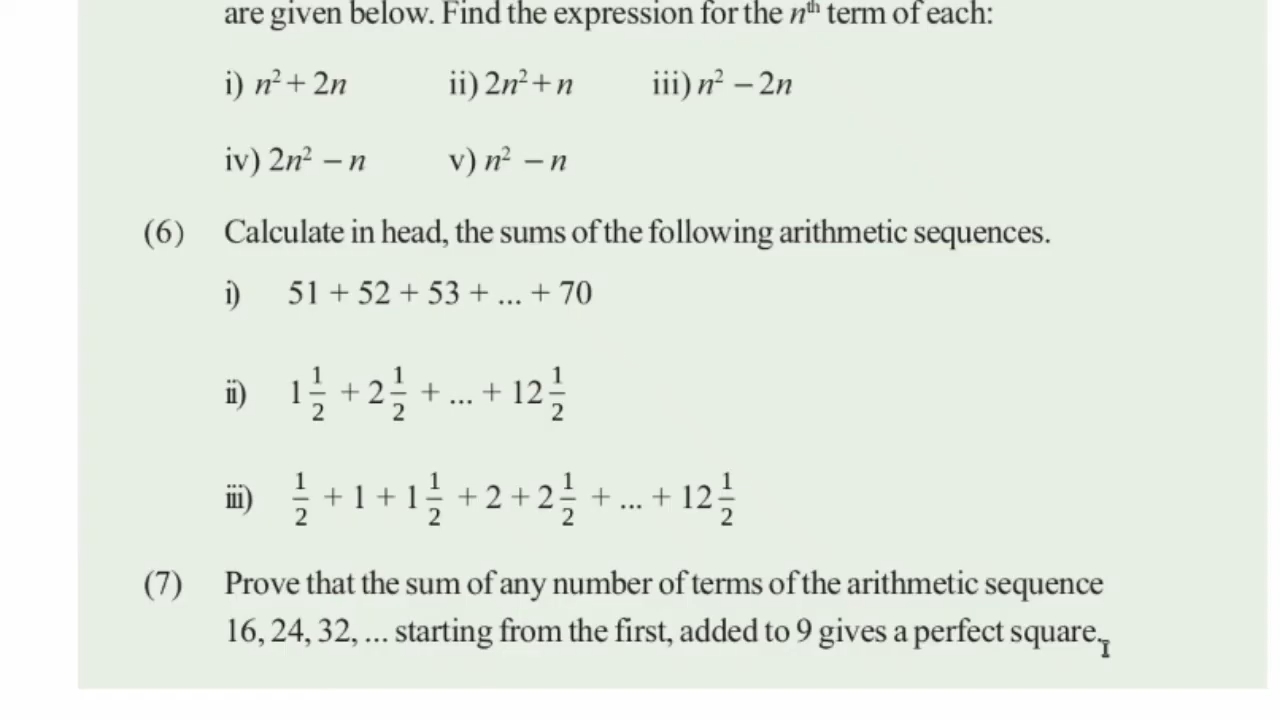 are given below. Find the expression for the nᵗʰ term of each:
i) n² + 2n ii) 2n² + n iii) n² – 2n
iv) 2n² – n v) n² – n
(6) Calculate in head, the sums of the following arithmetic sequences.
i) 51 + 52 + 53 + ... + 70
ii) 1 1/2 + 2 1/2 + ... + 12 1/2
iii) 1/2 + 1 + 1 1/2 + 2 + 2 1/2 + ... + 12 1/2
(7) Prove that the sum of any number of terms of the arithmetic sequence
16, 24, 32, ... starting from the first, added to 9 gives a perfect square.